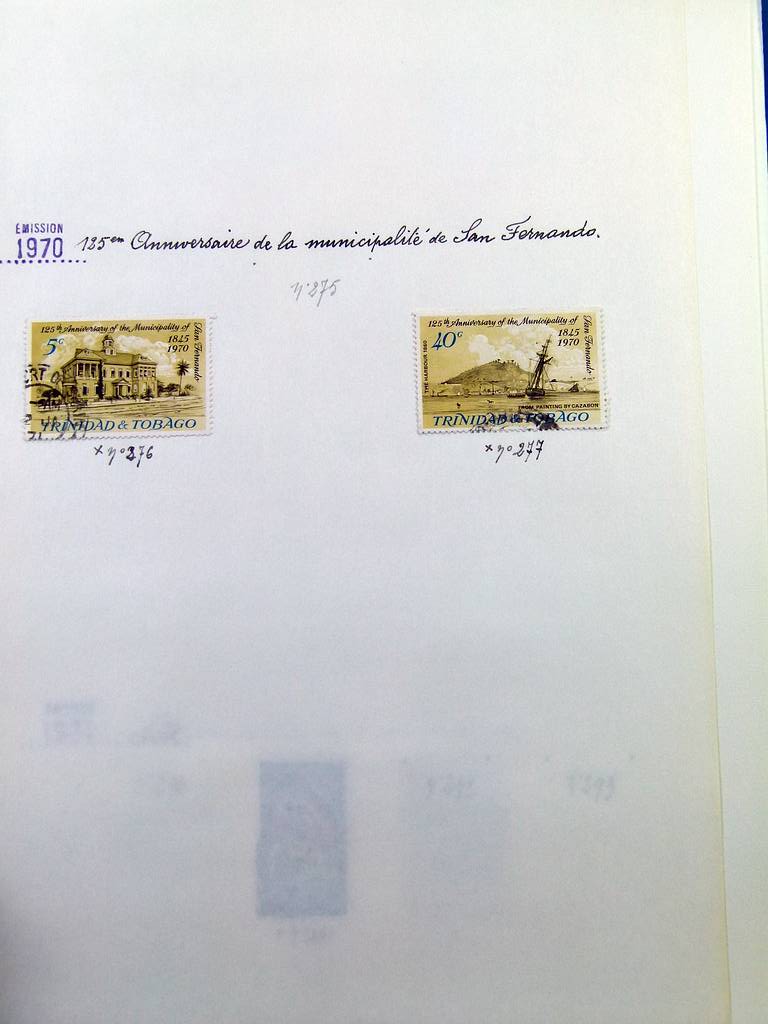 ÉMISSION
1970
125em Anniversaire de la municipalité de San Fernando.
n°275
125th Anniversary of the Municipality of
San Fernando
5c
1845
1970
TRINIDAD & TOBAGO
x n°276
125th Anniversary of the Municipality of
San Fernando
40c
1845
1970
THE HARBOUR 1860
FROM PAINTING BY CAZABON
TRINIDAD & TOBAGO
x n°277